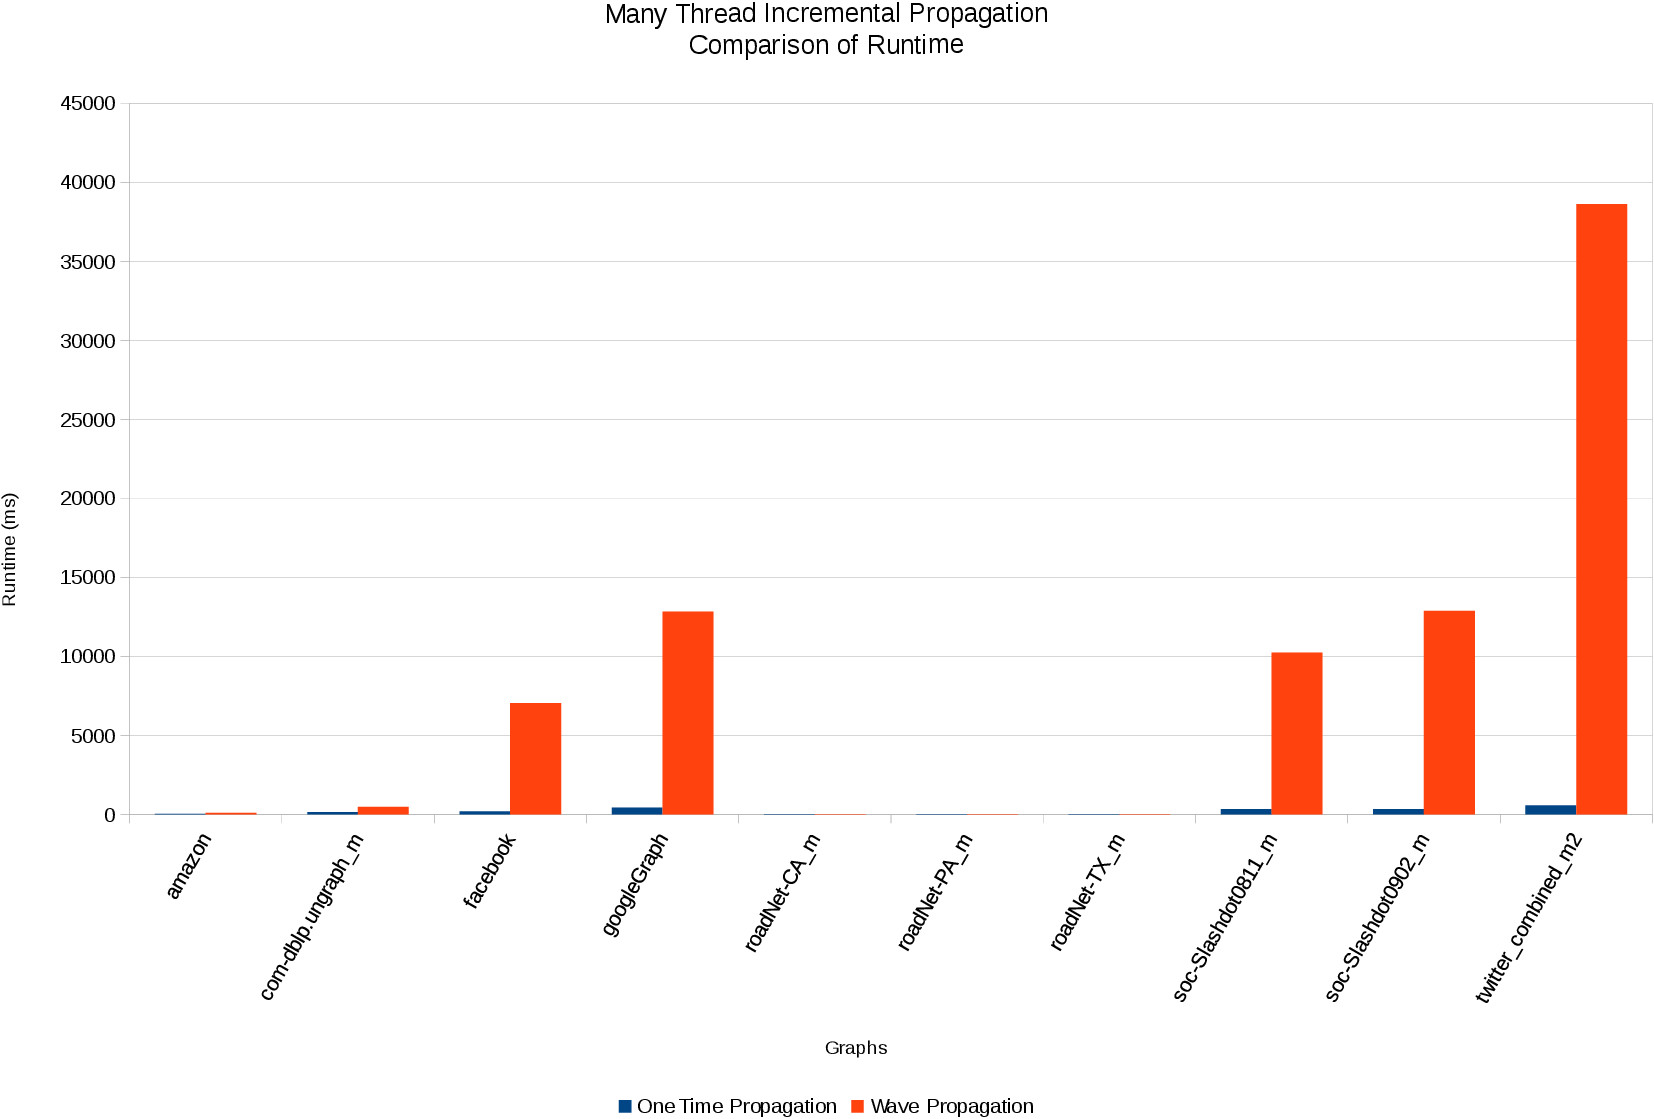 Many Thread Incremental Propagation
Comparison of Runtime
45000
40000
35000
30000
25000
20000
15000
10000
5000
0
Runtime (ms)
amazon
com-dblp.ungraph_m
facebook
googleGraph
roadNet-CA_m
roadNet-PA_m
roadNet-TX_m
soc-Slashdot0811_m
soc-Slashdot0902_m
twitter_combined_m2
Graphs
One Time Propagation
Wave Propagation